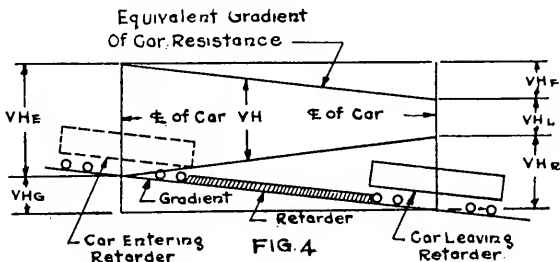 Equivalent Gradient
Of Car Resistance
VHE
VHG
℄ of Car
VH
℄ of Car
VHF
VHL
VHR
Gradient
Retarder
Car Entering
Retarder
FIG. 4
Car Leaving
Retarder